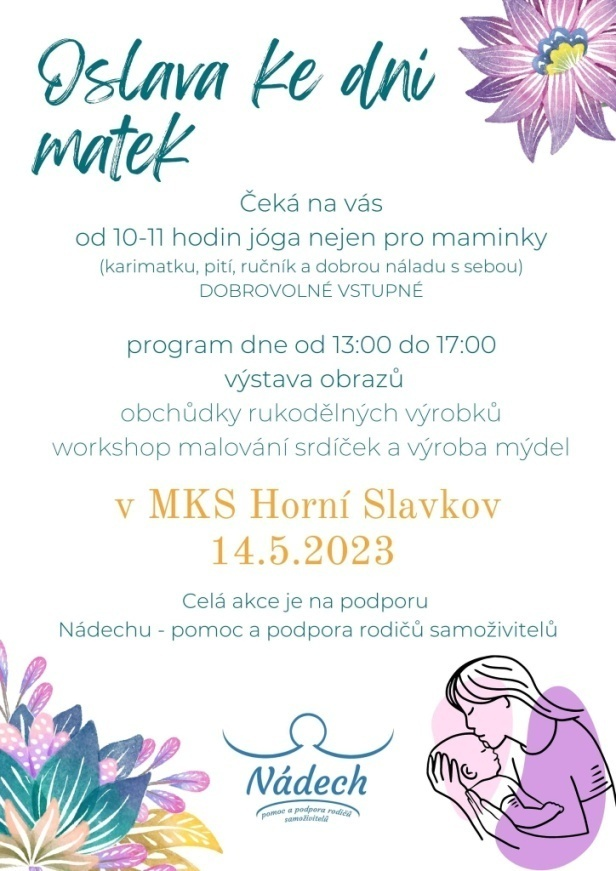 Oslava ke dni
matek
Čeká na vás
od 10-11 hodin jóga nejen pro maminky
(karimatku, pití, ručník a dobrou náladu s sebou)
DOBROVOLNÉ VSTUPNÉ
program dne od 13:00 do 17:00
výstava obrazů
obchůdky rukodělných výrobků
workshop malování srdíček a výroba mýdel
v MKS Horní Slavkov
14.5.2023
Celá akce je na podporu
Nádechu - pomoc a podpora rodičů samoživitelů
Nádech
pomoc a podpora rodičů
samoživitelů